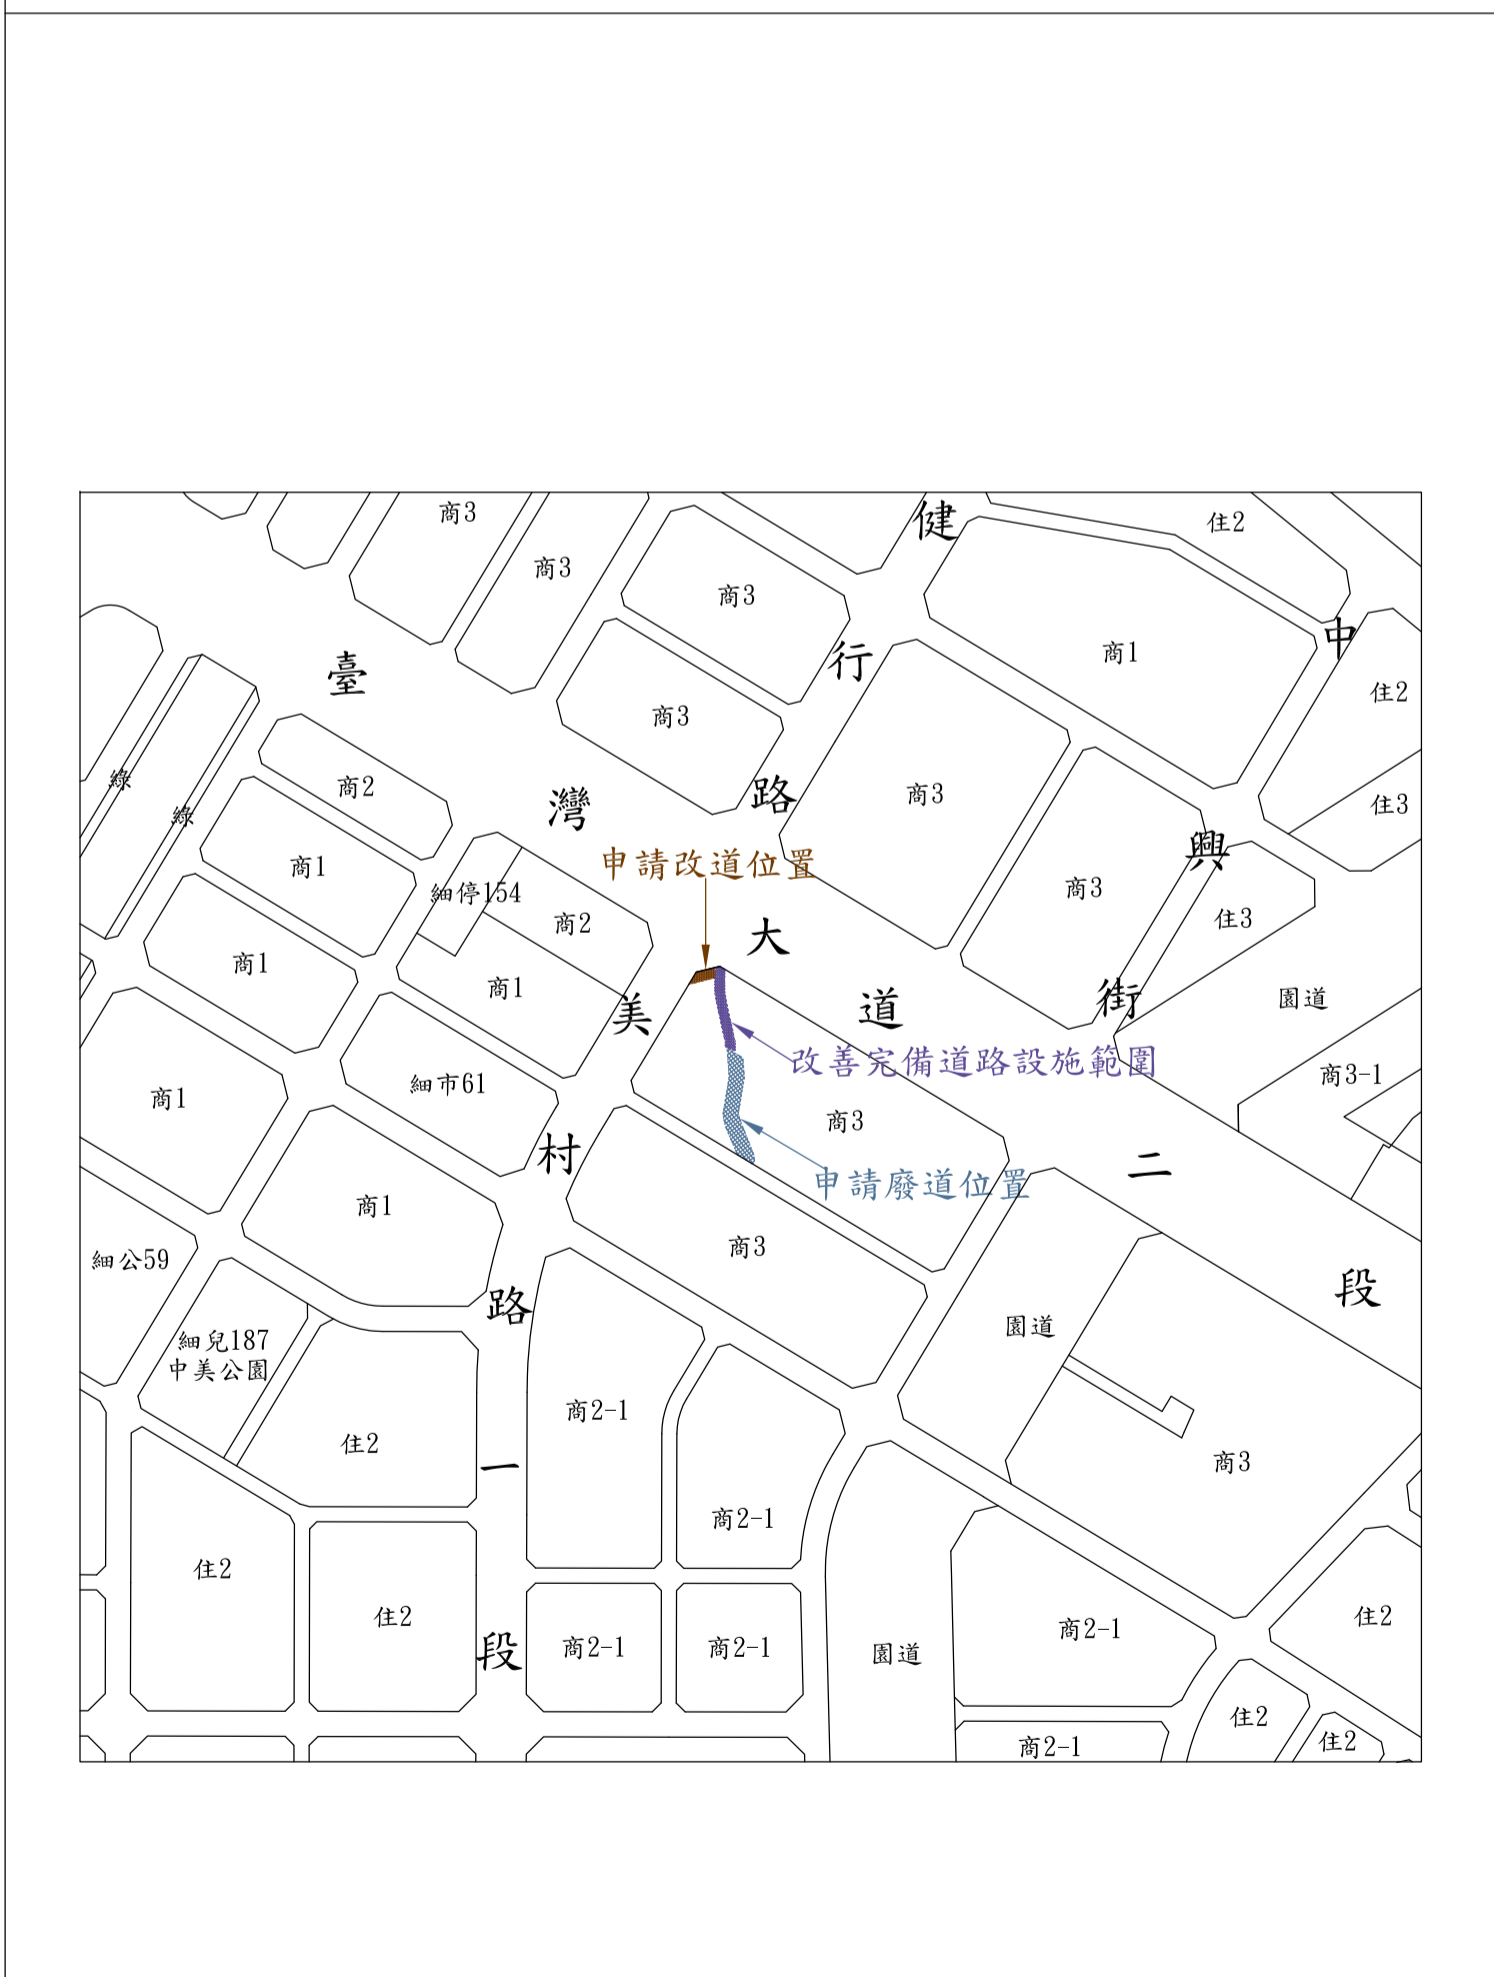 商3
健
住2
商3
商3
中
商1
行
臺
住2
商3
綠
商2
灣
路
商3
住3
綠
申請改道位置
商1
興
細停154
商3
商2
住3
大
商1
商1
美
道
街
園道
改善完備道路設施範圍
商3-1
細市61
商1
商3
村
二
申請廢道位置
商1
商3
細公59
段
路
園道
細兒187
中美公園
商2-1
住2
一
商3
商2-1
住2
住2
商2-1
住2
段
商2-1
商2-1
園道
住2
住2
商2-1